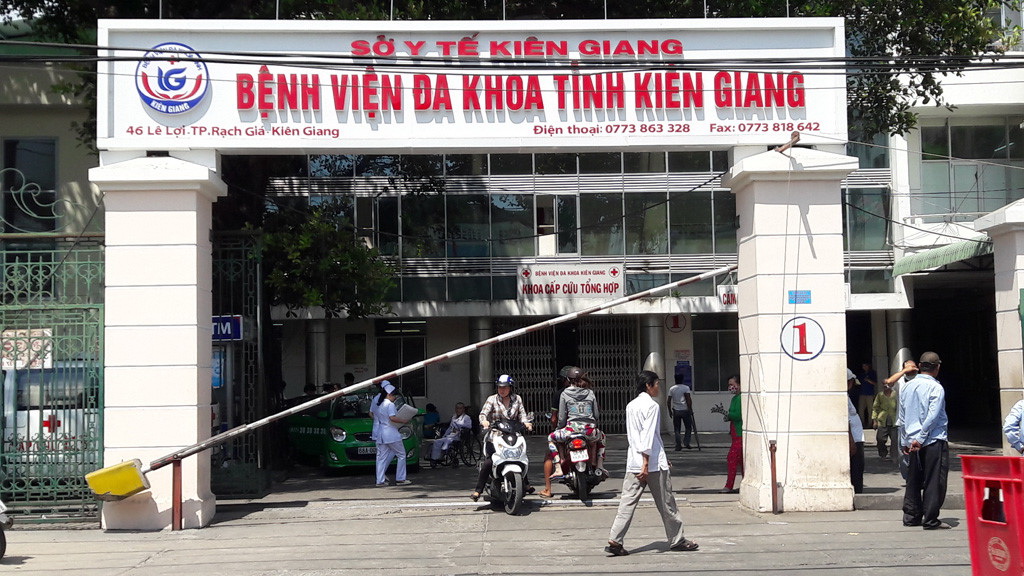 SỞ Y TẾ KIÊN GIANG
BỆNH VIỆN ĐA KHOA TỈNH KIÊN GIANG
KIÊN GIANG
46 Lê Lợi .TP.Rạch Giá. Kiên Giang
Điện thoại: 0773 863 328 Fax: 0773 818 642
BỆNH VIỆN ĐA KHOA KIÊN GIANG
KHOA CẤP CỨU TỔNG HỢP
TM
1
1